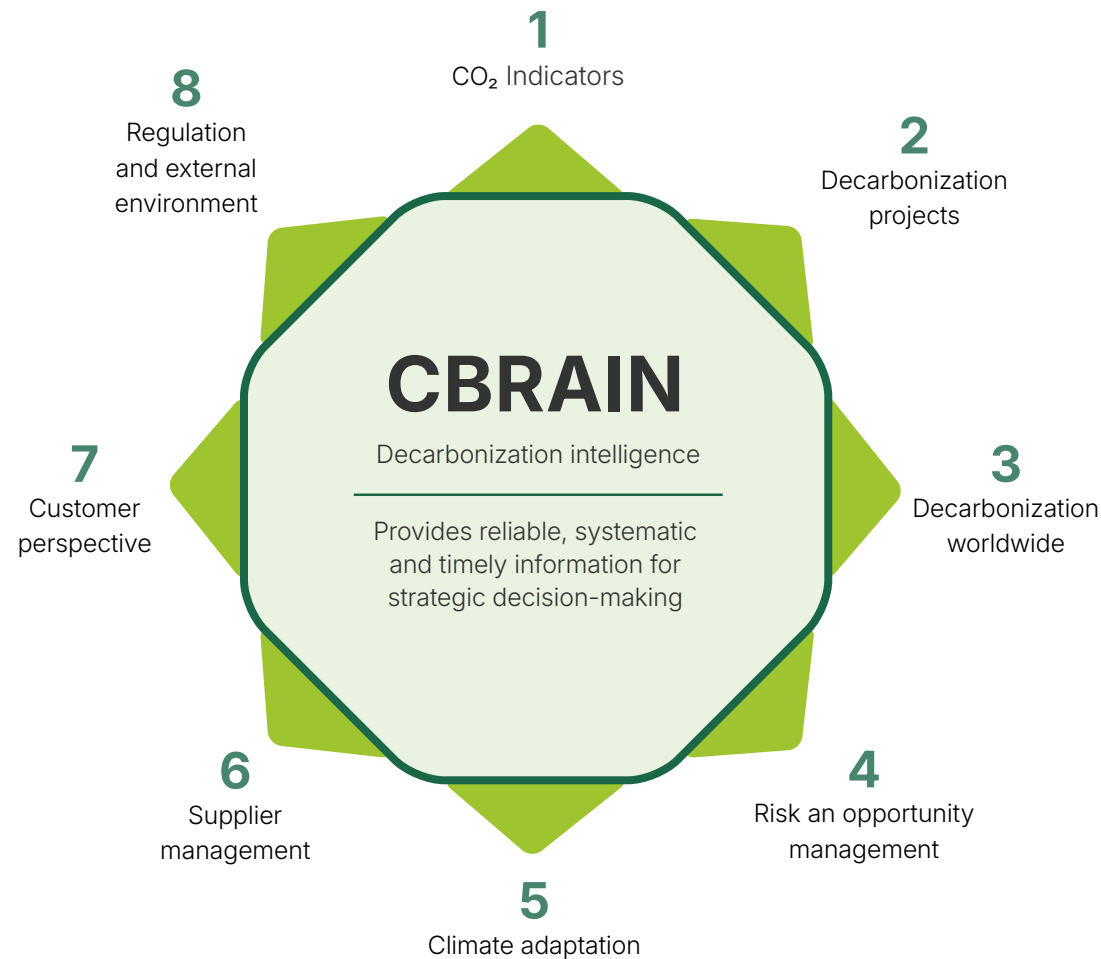 1
CO₂ Indicators
2
Decarbonization
projects
3
Decarbonization
worldwide
4
Risk an opportunity
management
5
Climate adaptation
6
Supplier
management
7
Customer
perspective
8
Regulation
and external
environment
CBRAIN
Decarbonization intelligence
Provides reliable, systematic
and timely information for
strategic decision-making